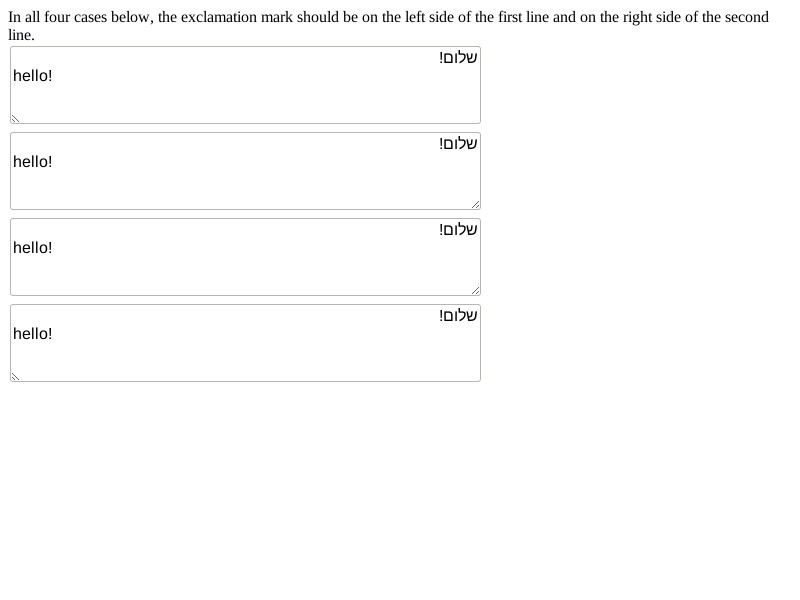 In all four cases below, the exclamation mark should be on the left side of the first line and on the right side of the second
line.
שלום!
hello!
שלום!
hello!
שלום!
hello!
שלום!
hello!